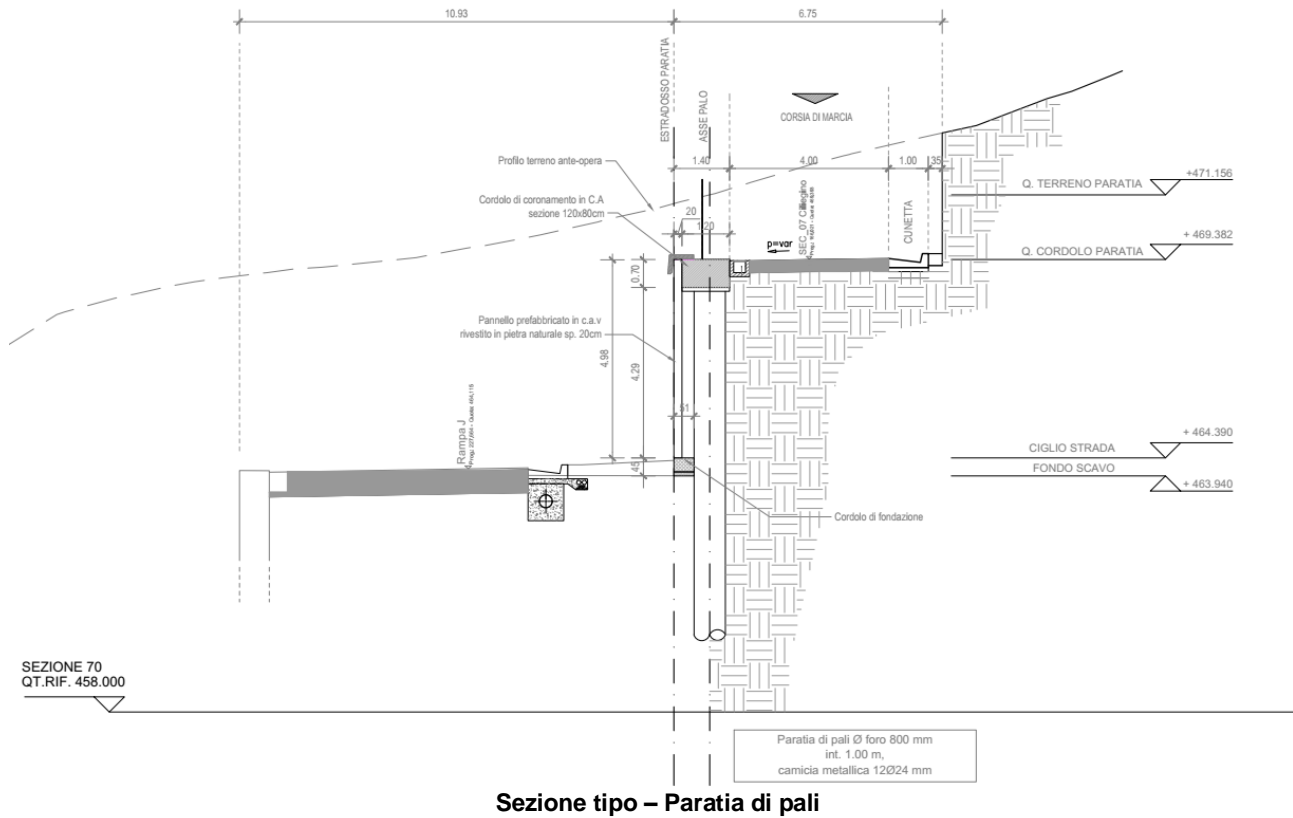 10.93
6.75
ESTRADOSSO PARATIA
ASSE PALO
CORSIA DI MARCIA
Profilo terreno ante-opera
1.40
4.00
1.00
35
+471.156
Q. TERRENO PARATIA
Cordolo di coronamento in C.A
sezione 120x80cm
20
1.20
p=var
SEC_07 Ciliegino
CUNETTA
+ 469.382
Q. CORDOLO PARATIA
0.70
Pannello prefabbricato in c.a.v
rivestito in pietra naturale sp. 20cm
4.98
4.29
51
Rampa J
+ 464.390
CIGLIO STRADA
45
FONDO SCAVO
+ 463.940
Cordolo di fondazione
SEZIONE 70
QT.RIF. 458.000
Paratia di pali Ø foro 800 mm
int. 1.00 m,
camicia metallica 12Ø24 mm
Sezione tipo – Paratia di pali